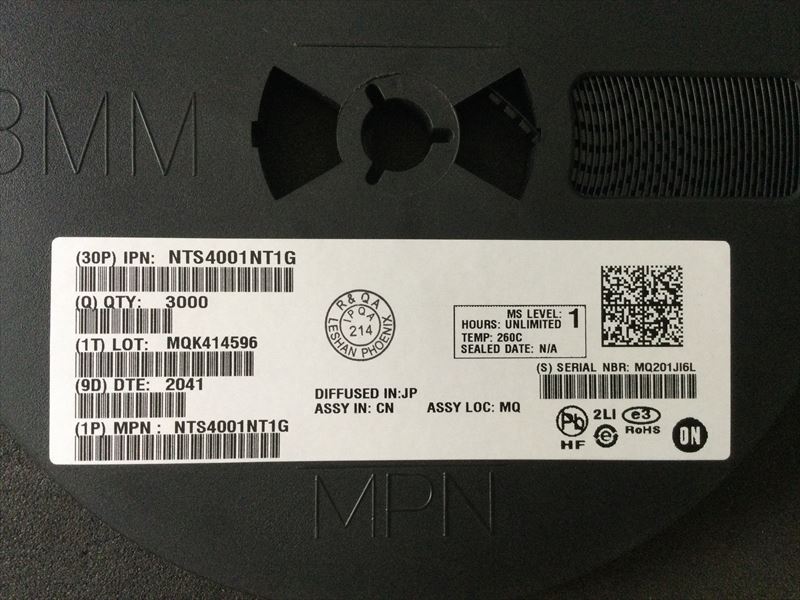 8MM
(30P) IPN: NTS4001NT1G
(Q) QTY: 3000
(1T) LOT: MQK414596
(9D) DTE: 2041
(1P) MPN : NTS4001NT1G
R & Q A
IPQA
214
LESHAN PHOENIX
DIFFUSED IN:JP
ASSY IN: CN ASSY LOC: MQ
MS LEVEL: 1
HOURS: UNLIMITED
TEMP: 260C
SEALED DATE: N/A
(S) SERIAL NBR: MQ201JI6L
Pb 2LI e3
HF e RoHS
ON
MPN